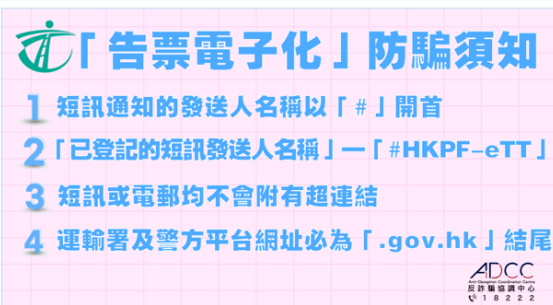 「告票電子化」防騙須知
1 短訊通知的發送人名稱以「#」開首
2 「已登記的短訊發送人名稱」—「#HKPF-eTT」
3 短訊或電郵均不會附有超連結
4 運輸署及警方平台網址必為「.gov.hk」結尾
ADCC
Anti-Deception Coordination Centre
反詐騙協調中心
18222